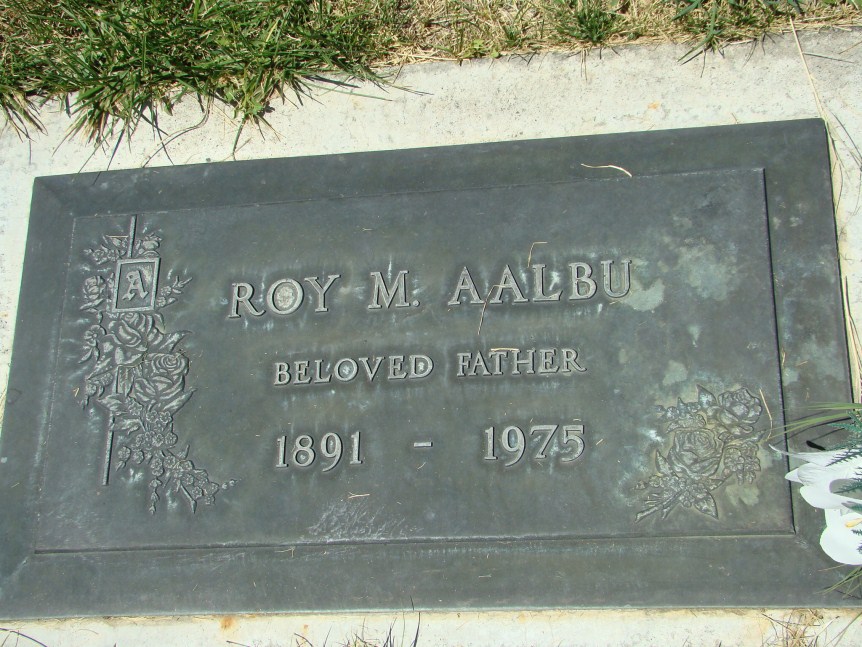 A
ROY M. AALBU
BELOVED FATHER
1891 - 1975